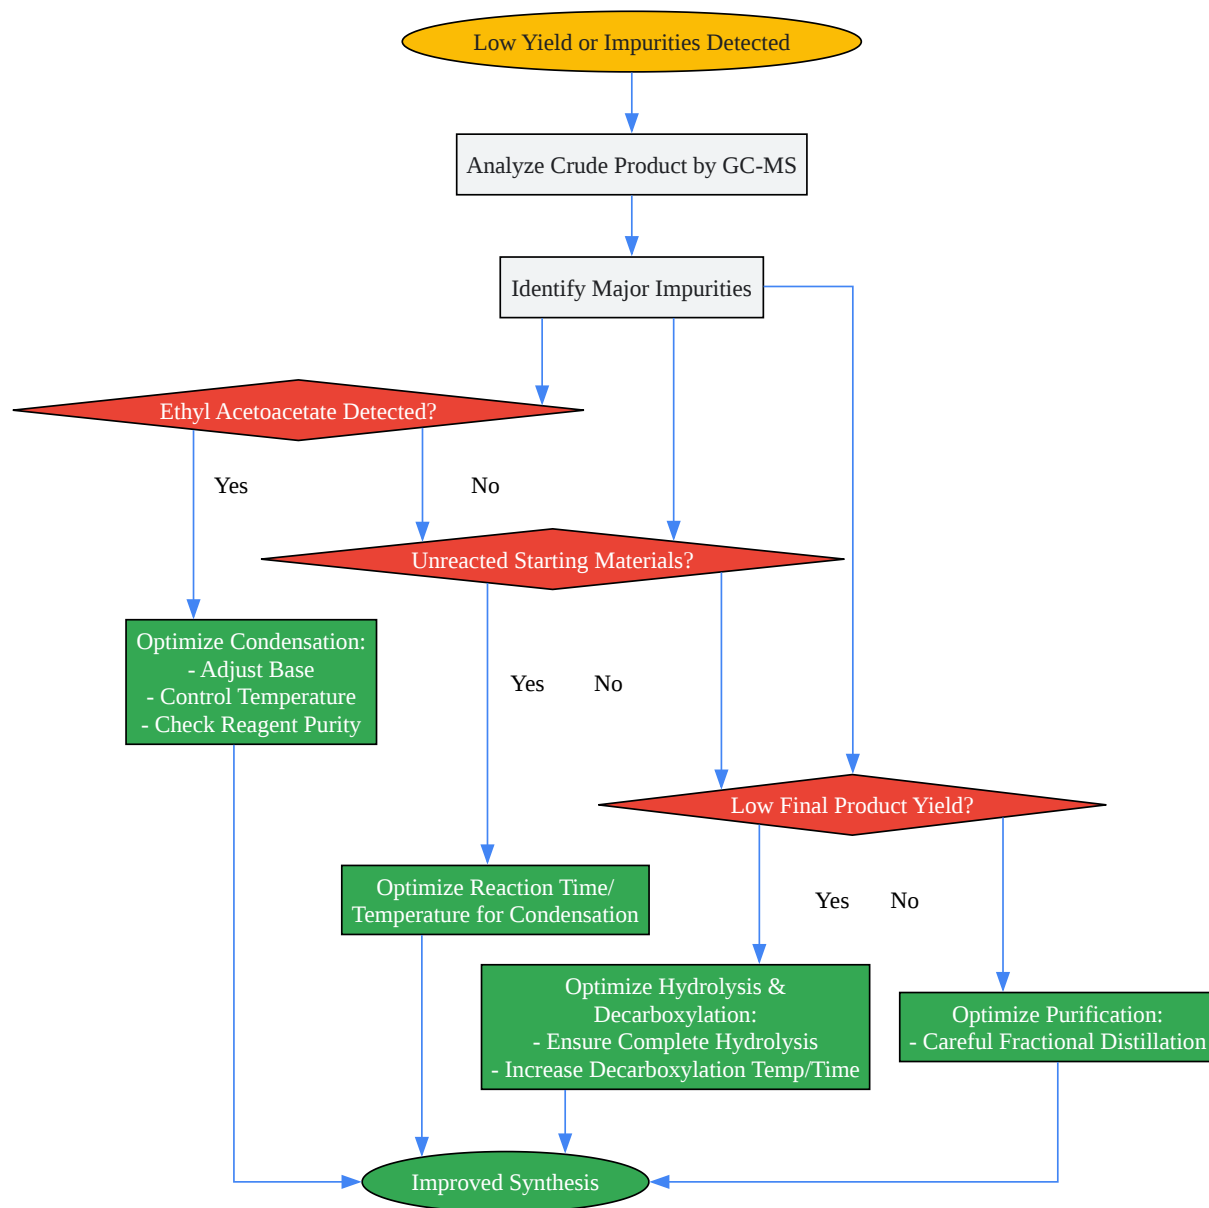 Low Yield or Impurities Detected
Analyze Crude Product by GC-MS
Identify Major Impurities
Ethyl Acetoacetate Detected?
Yes
No
Unreacted Starting Materials?
Optimize Condensation:
- Adjust Base
- Control Temperature
- Check Reagent Purity
Yes
No
Low Final Product Yield?
Optimize Reaction Time/
Temperature for Condensation
Yes
No
Optimize Hydrolysis &
Decarboxylation:
- Ensure Complete Hydrolysis
- Increase Decarboxylation Temp/Time
Optimize Purification:
- Careful Fractional Distillation
Improved Synthesis